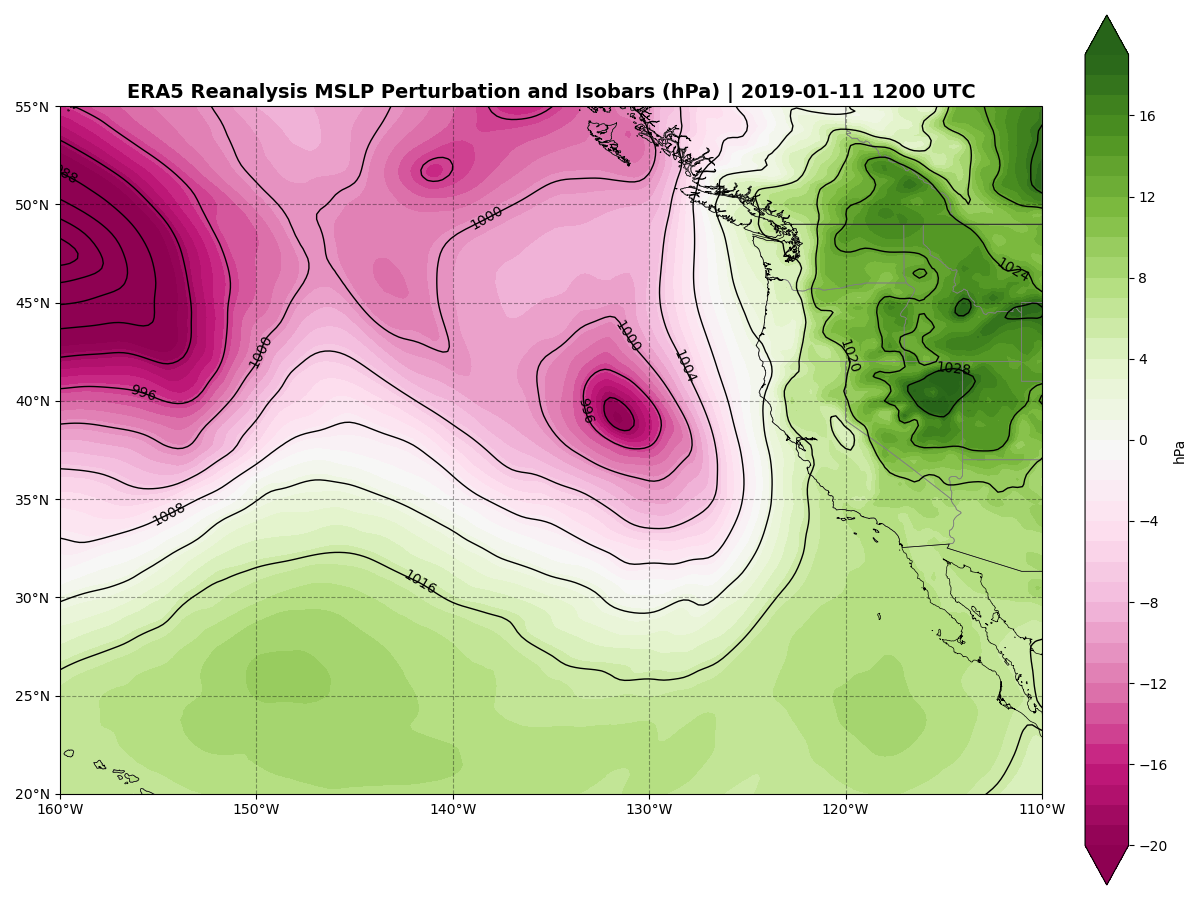 ERA5 Reanalysis MSLP Perturbation and Isobars (hPa) | 2019-01-11 1200 UTC
55°N
50°N
45°N
40°N
35°N
30°N
25°N
20°N
160°W
150°W
140°W
130°W
120°W
110°W
1000
1024
1000
1000
1004
1020
1028
996
996
1008
1016
16
12
8
4
0
−4
−8
−12
−16
−20
hPa